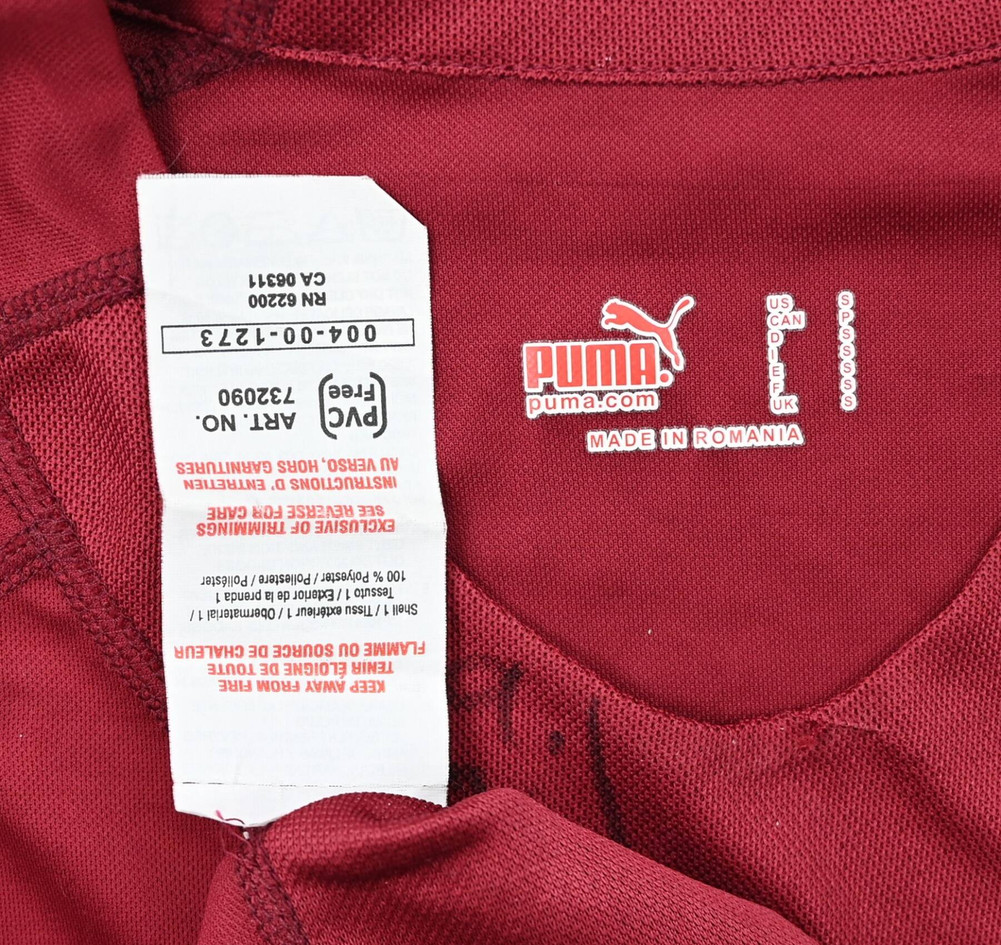 PUMA.
puma.com
US S
CAN P
D S
I S
E S
F S
UK S
MADE IN ROMANIA
KEEP AWAY FROM FIRE
TENIR ÉLOIGNE DE TOUTE
FLAMME OU SOURCE DE CHALEUR
Shell 1 / Tissu extérieur 1 / Obermaterial 1 /
Tessuto 1 / Exterior de la prenda 1
100 % Polyester / Poliestere / Poliéster
EXCLUSIVE OF TRIMMINGS
SEE REVERSE FOR CARE
INSTRUCTIONS D' ENTRETIEN
AU VERSO, HORS GARNITURES
(PVC Free)
ART. NO.
732090
004-00-1273
RN 62200
CA 06311